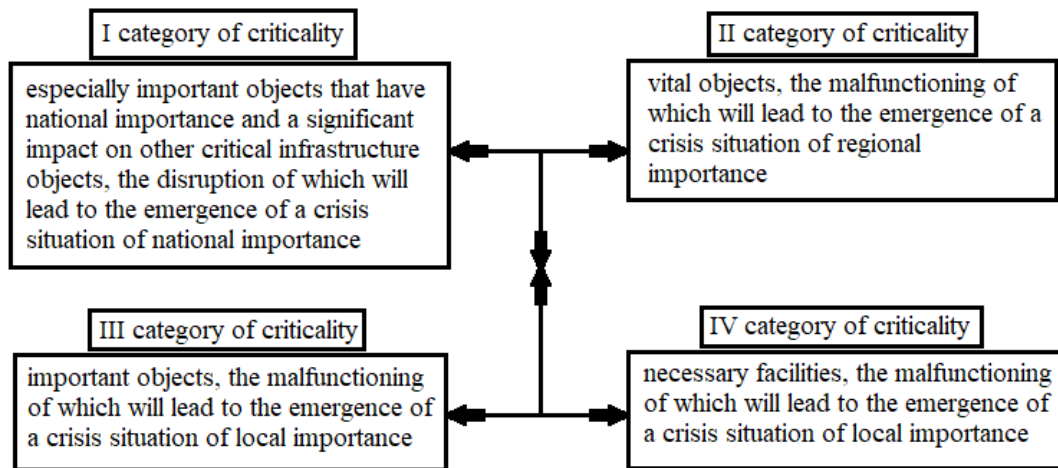 I category of criticality
especially important objects that have
national importance and a significant
impact on other critical infrastructure
objects, the disruption of which will
lead to the emergence of a crisis
situation of national importance
II category of criticality
vital objects, the malfunctioning of
which will lead to the emergence of a
crisis situation of regional
importance
III category of criticality
important objects, the malfunctioning
of which will lead to the emergence of
a crisis situation of local importance
IV category of criticality
necessary facilities, the malfunctioning
of which will lead to the emergence of
a crisis situation of local importance